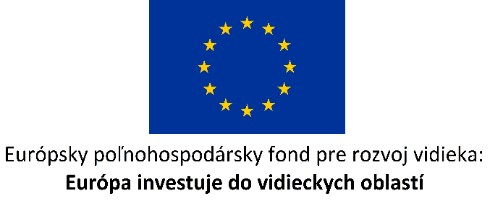 Európsky poľnohospodársky fond pre rozvoj vidieka:
Európa investuje do vidieckych oblastí